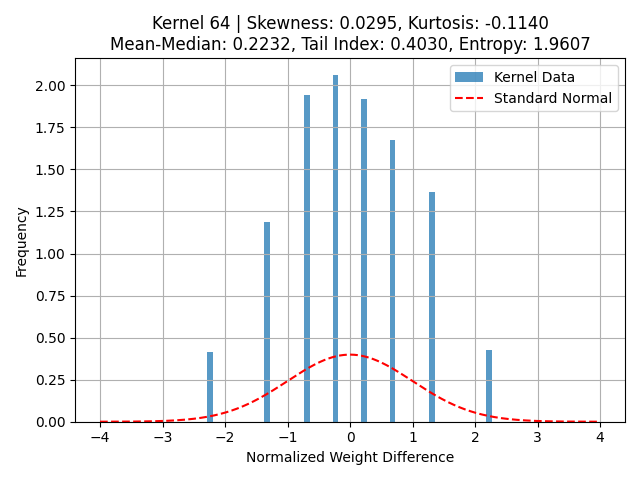 Kernel 64 | Skewness: 0.0295, Kurtosis: -0.1140
Mean-Median: 0.2232, Tail Index: 0.4030, Entropy: 1.9607
Kernel Data
Standard Normal
Frequency
2.00
1.75
1.50
1.25
1.00
0.75
0.50
0.25
0.00
−4 −3 −2 −1 0 1 2 3 4
Normalized Weight Difference